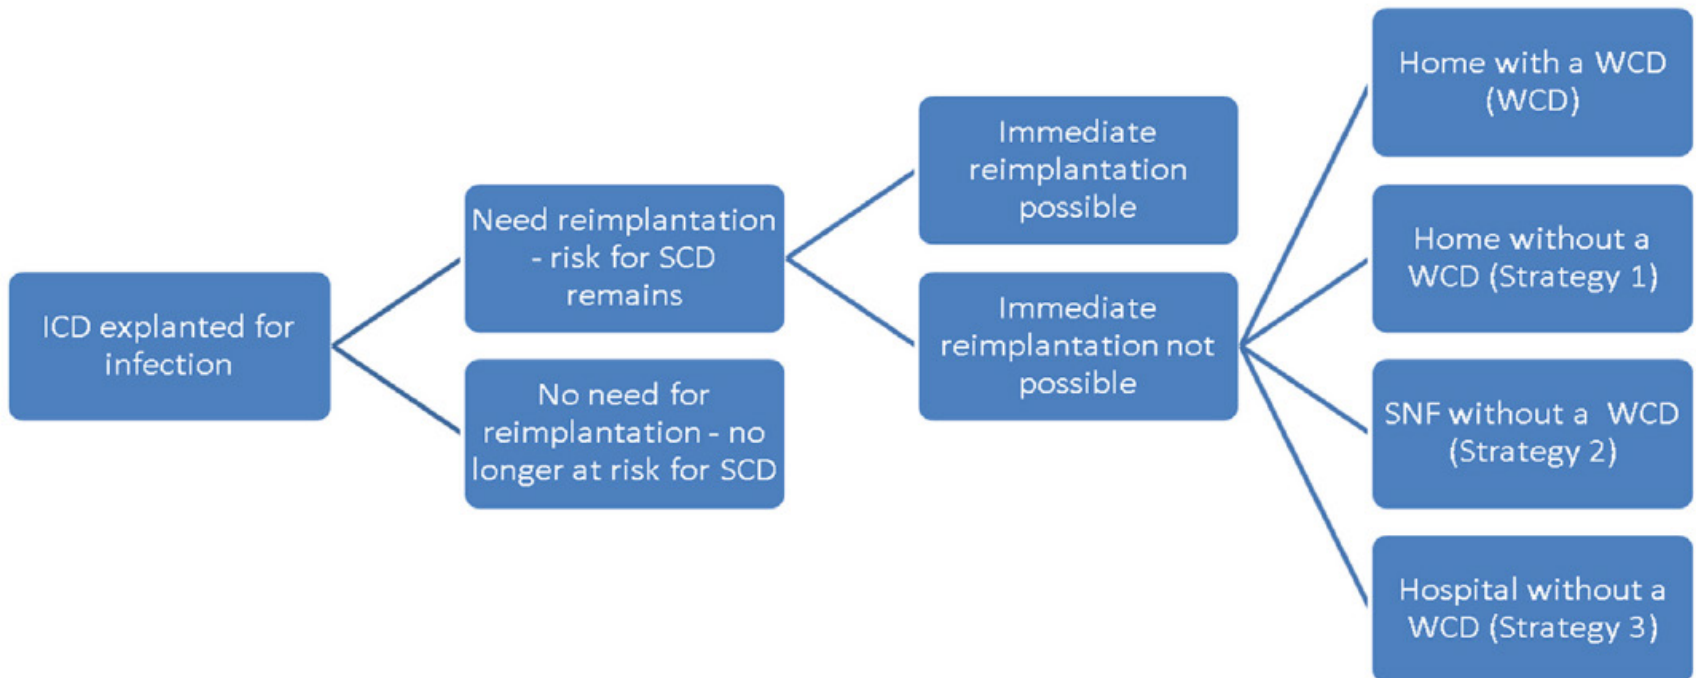 ICD explanted for
infection
Need reimplantation
- risk for SCD
remains
No need for
reimplantation - no
longer at risk for SCD
Immediate
reimplantation
possible
Immediate
reimplantation not
possible
Home with a WCD
(WCD)
Home without a
WCD (Strategy 1)
SNF without a WCD
(Strategy 2)
Hospital without a
WCD (Strategy 3)